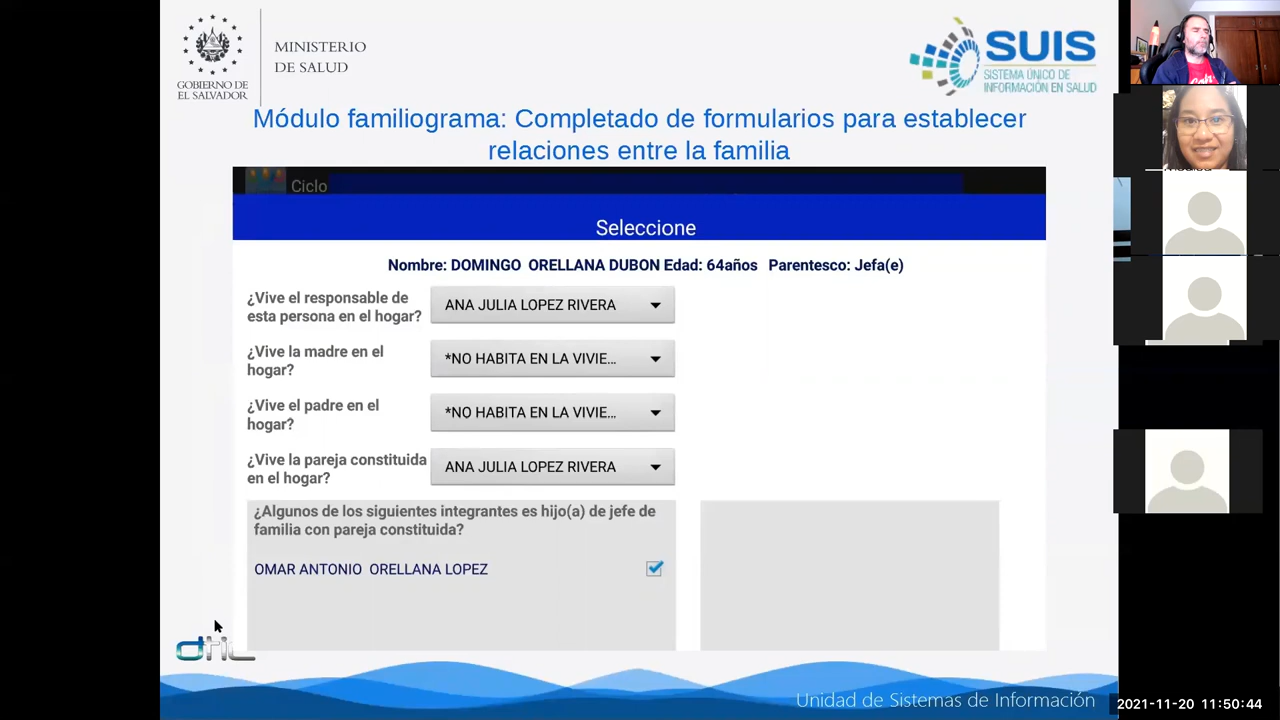 GOBIERNO DE
EL SALVADOR
MINISTERIO
DE SALUD
SUIS
SISTEMA ÚNICO DE
INFORMACIÓN EN SALUD
Módulo familiograma: Completado de formularios para establecer
relaciones entre la familia
Ciclo
Seleccione
Nombre: DOMINGO ORELLANA DUBON Edad: 64años Parentesco: Jefa(e)
¿Vive el responsable de
esta persona en el hogar?
ANA JULIA LOPEZ RIVERA
¿Vive la madre en el
hogar?
*NO HABITA EN LA VIVIE...
¿Vive el padre en el
hogar?
*NO HABITA EN LA VIVIE...
¿Vive la pareja constituida
en el hogar?
ANA JULIA LOPEZ RIVERA
¿Algunos de los siguientes integrantes es hijo(a) de jefe de
familia con pareja constituida?
OMAR ANTONIO ORELLANA LOPEZ
dtic
Unidad de Sistemas de Información
2021-11-20 11:50:44